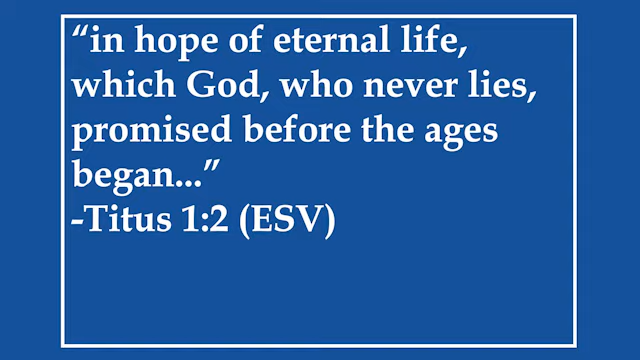 “in hope of eternal life,
which God, who never lies,
promised before the ages
began...”
-Titus 1:2 (ESV)